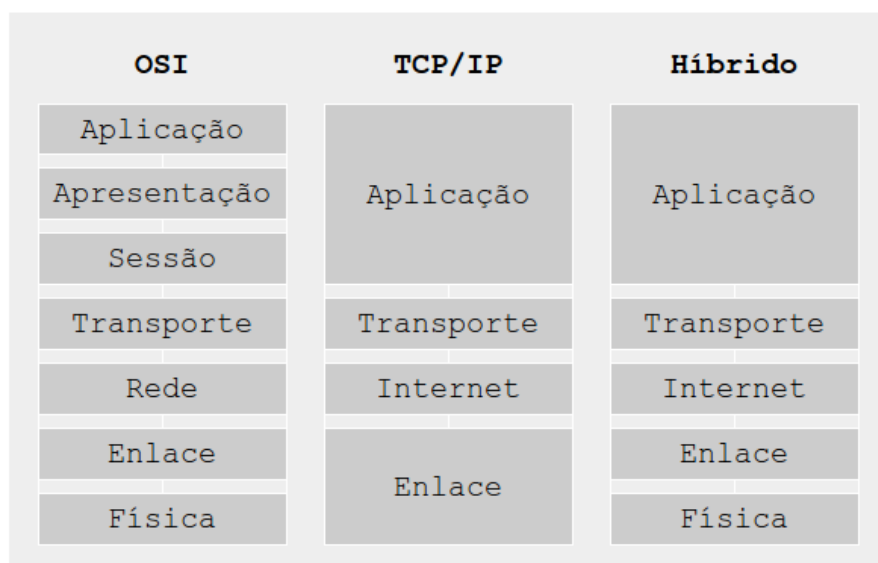 OSI
Aplicação
Apresentação
Sessão
Transporte
Rede
Enlace
Física
TCP/IP
Aplicação
Transporte
Internet
Enlace
Híbrido
Aplicação
Transporte
Internet
Enlace
Física